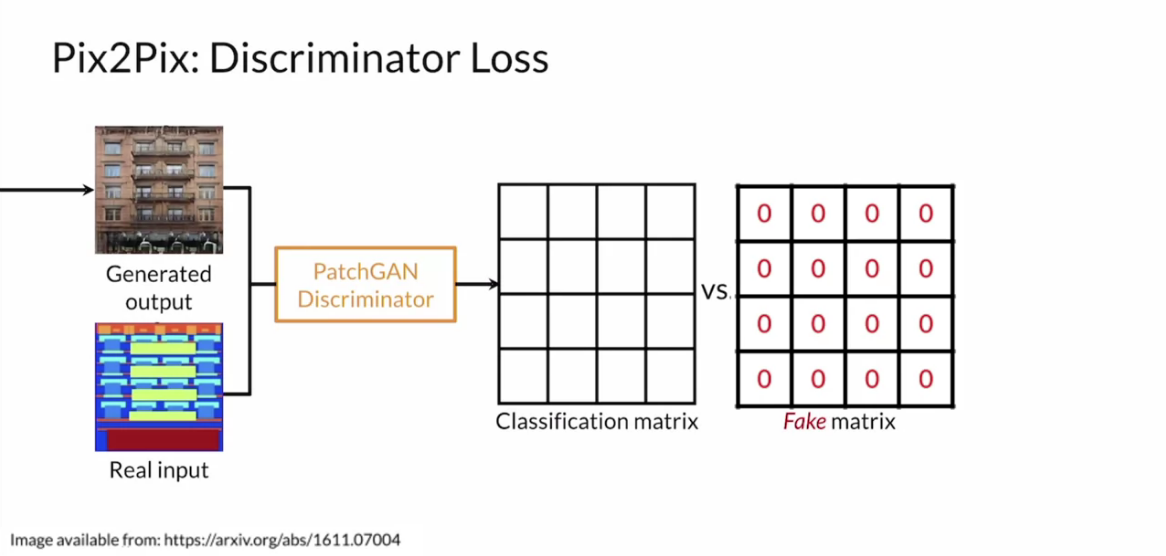 Pix2Pix: Discriminator Loss
Generated
output
Real input
PatchGAN
Discriminator
Classification matrix
vs.
0 0 0 0
0 0 0 0
0 0 0 0
0 0 0 0
Fake matrix
Image available from: https://arxiv.org/abs/1611.07004